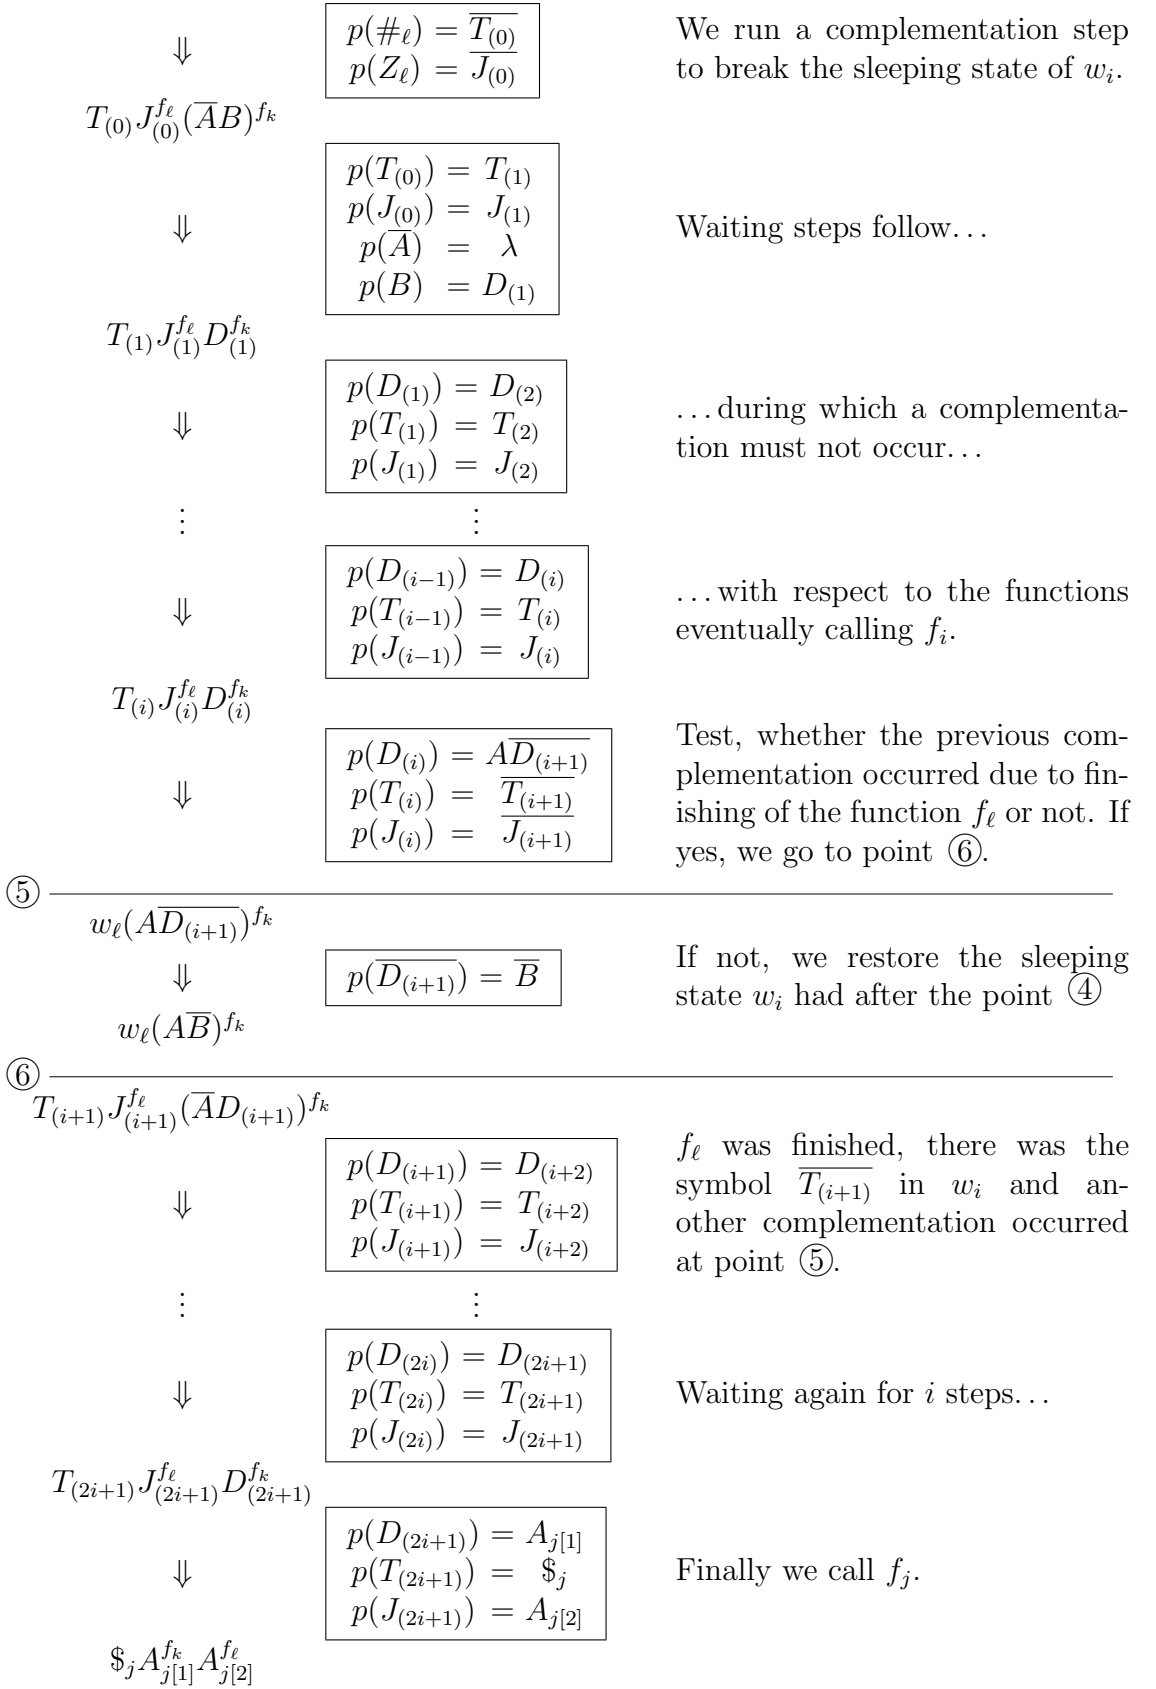 ⇓ p(#_ℓ) = \overline{T_{(0)}} We run a complementation step
p(Z_ℓ) = \overline{J_{(0)}} to break the sleeping state of w_i.
T_{(0)}J_{(0)}^{f_ℓ}(\overline{A}B)^{f_k}
p(T_{(0)}) = T_{(1)}
p(J_{(0)}) = J_{(1)}
⇓ Waiting steps follow…
p(\overline{A}) = λ
p(B) = D_{(1)}
T_{(1)}J_{(1)}^{f_ℓ}D_{(1)}^{f_k}
p(D_{(1)}) = D_{(2)}
⇓ p(T_{(1)}) = T_{(2)} …during which a complementa-
p(J_{(1)}) = J_{(2)} tion must not occur…
⋮ ⋮
p(D_{(i−1)}) = D_{(i)}
⇓ p(T_{(i−1)}) = T_{(i)} …with respect to the functions
p(J_{(i−1)}) = J_{(i)} eventually calling f_i.
T_{(i)}J_{(i)}^{f_ℓ}D_{(i)}^{f_k}
Test, whether the previous com-
p(D_{(i)}) = A\overline{D_{(i+1)}} plementation occurred due to fin-
⇓ p(T_{(i)}) = \overline{T_{(i+1)}} ishing of the function f_ℓ or not. If
p(J_{(i)}) = \overline{J_{(i+1)}} yes, we go to point ⑥.
⑤
w_ℓ(A\overline{D_{(i+1)}})^{f_k}
⇓ p(\overline{D_{(i+1)}}) = \overline{B} If not, we restore the sleeping
state w_i had after the point ④
w_ℓ(A\overline{B})^{f_k}
⑥
T_{(i+1)}J_{(i+1)}^{f_ℓ}(\overline{A}D_{(i+1)})^{f_k}
p(D_{(i+1)}) = D_{(i+2)} f_ℓ was finished, there was the
⇓ p(T_{(i+1)}) = T_{(i+2)} symbol \overline{T_{(i+1)}} in w_i and an-
p(J_{(i+1)}) = J_{(i+2)} other complementation occurred
at point ⑤.
⋮ ⋮
p(D_{(2i)}) = D_{(2i+1)}
⇓ p(T_{(2i)}) = T_{(2i+1)} Waiting again for i steps…
p(J_{(2i)}) = J_{(2i+1)}
T_{(2i+1)}J_{(2i+1)}^{f_ℓ}D_{(2i+1)}^{f_k}
p(D_{(2i+1)}) = A_{j[1]}
⇓ p(T_{(2i+1)}) = $_j Finally we call f_j.
p(J_{(2i+1)}) = A_{j[2]}
$_jA_{j[1]}^{f_k}A_{j[2]}^{f_ℓ}